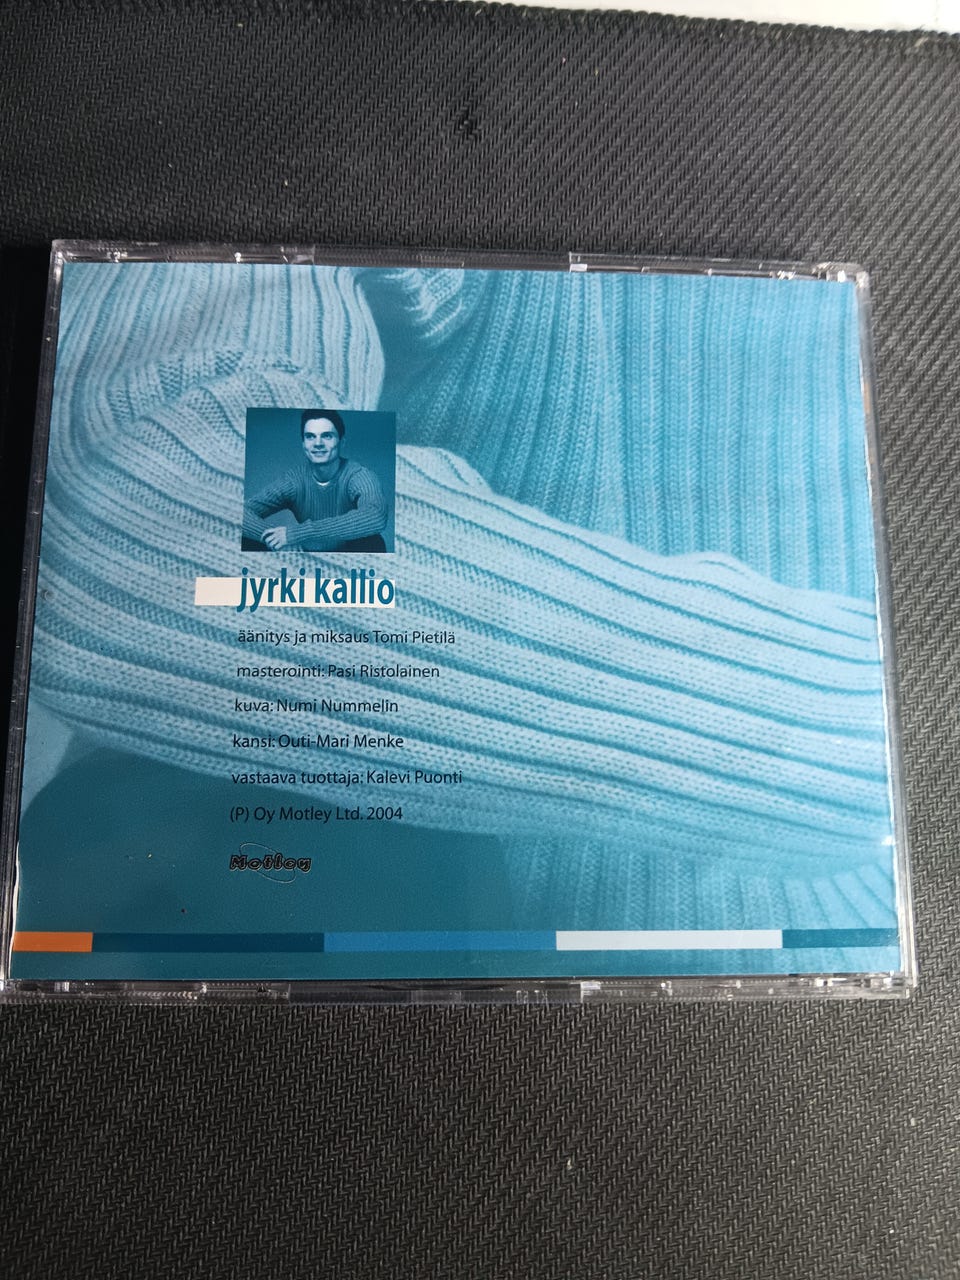 jyrki kallio
äänitys ja miksaus Tomi Pietilä
masterointi: Pasi Ristolainen
kuva: Numi Nummelin
kansi: Outi-Mari Menke
vastaava tuottaja: Kalevi Puonti
(P) Oy Motley Ltd. 2004
Motley